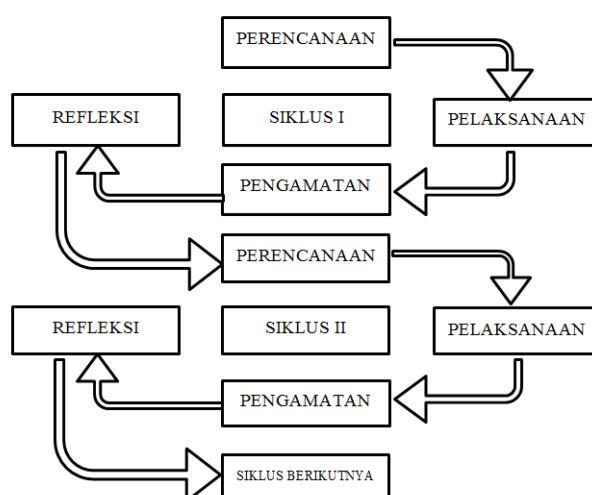 PERENCANAAN
REFLEKSI
SIKLUS I
PELAKSANAAN
PENGAMATAN
PERENCANAAN
REFLEKSI
SIKLUS II
PELAKSANAAN
PENGAMATAN
SIKLUS BERIKUTNYA